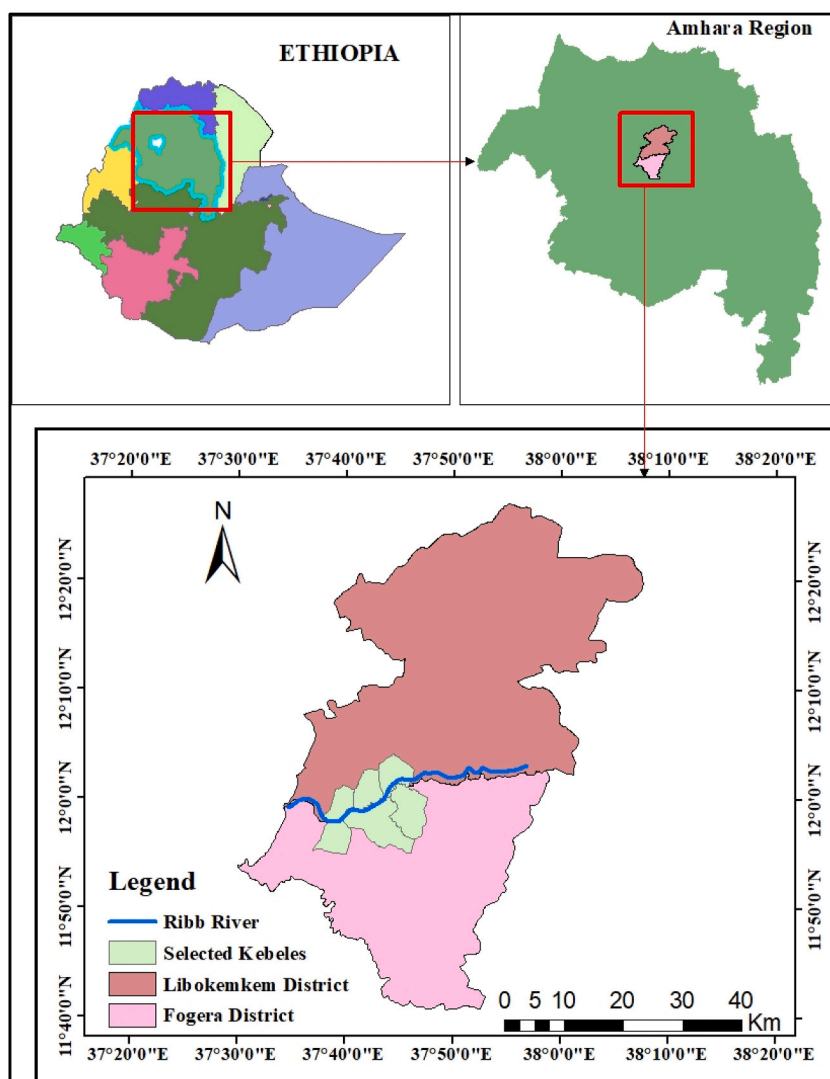 ETHIOPIA
Amhara Region
37°20'0"E 37°30'0"E 37°40'0"E 37°50'0"E 38°0'0"E 38°10'0"E 38°20'0"E
N
12°20'0"N
12°20'0"N
12°10'0"N
12°10'0"N
12°0'0"N
12°0'0"N
11°50'0"N
11°50'0"N
11°40'0"N
Legend
Ribb River
Selected Kebeles
Libokemkem District
Fogera District
0 5 10 20 30 40
Km
37°20'0"E 37°30'0"E 37°40'0"E 37°50'0"E 38°0'0"E 38°10'0"E 38°20'0"E